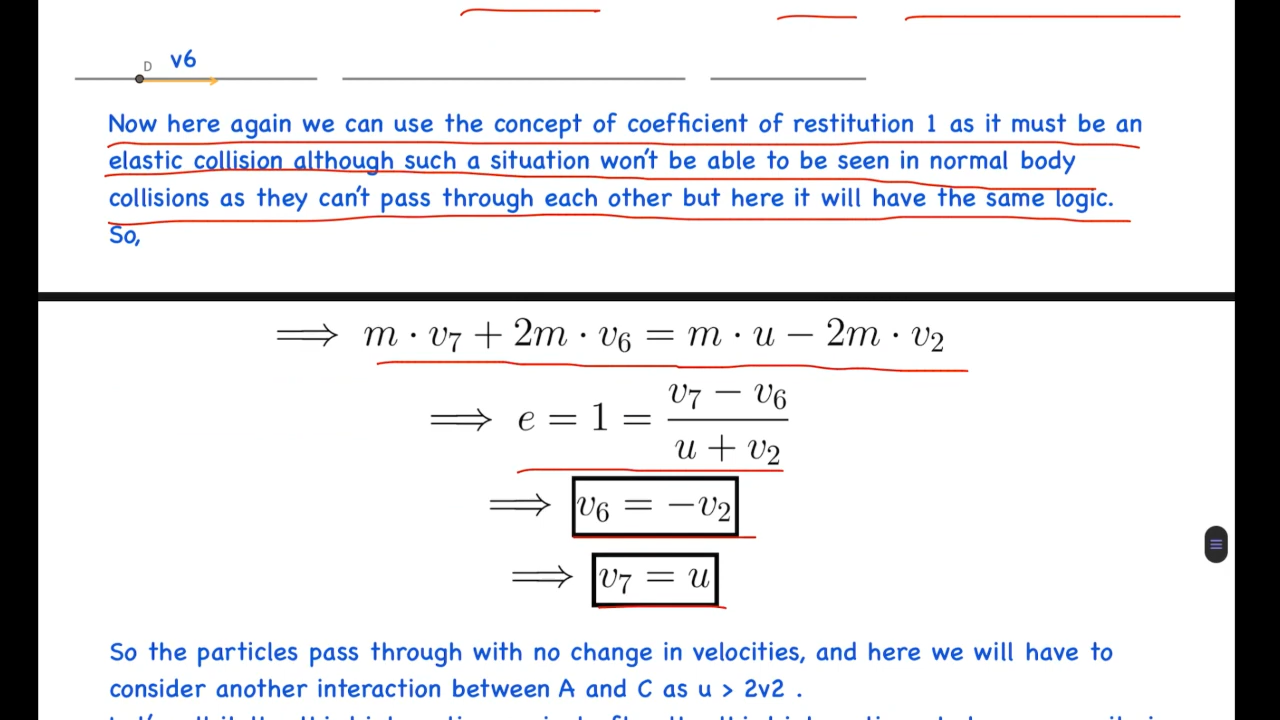 D v6
Now here again we can use the concept of coefficient of restitution 1 as it must be an
elastic collision although such a situation won't be able to be seen in normal body
collisions as they can't pass through each other but here it will have the same logic.
So,
⟹ m · v₇ + 2m · v₆ = m · u − 2m · v₂
⟹ e = 1 = (v₇ − v₆) / (u + v₂)
⟹ v₆ = −v₂
⟹ v₇ = u
So the particles pass through with no change in velocities, and here we will have to
consider another interaction between A and C as u > 2v2 .